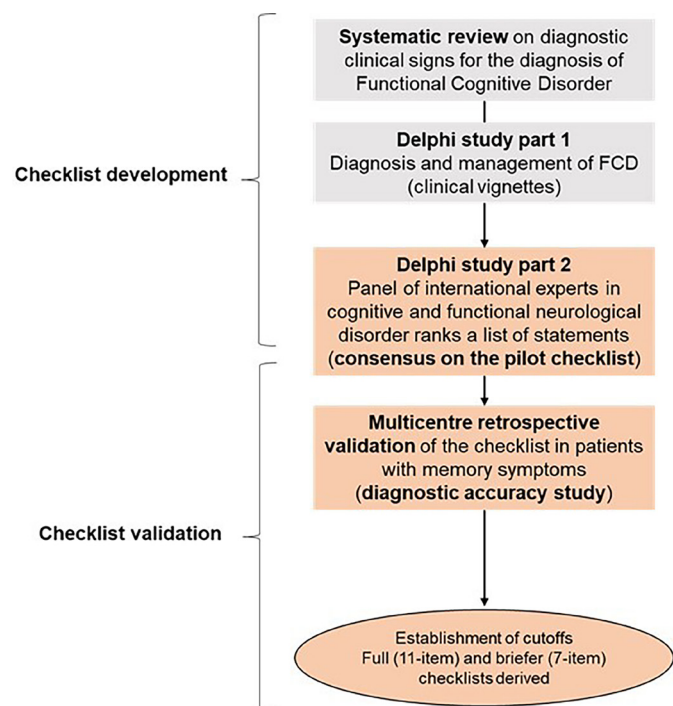 Systematic review on diagnostic
clinical signs for the diagnosis of
Functional Cognitive Disorder
Delphi study part 1
Diagnosis and management of FCD
(clinical vignettes)
Checklist development
Delphi study part 2
Panel of international experts in
cognitive and functional neurological
disorder ranks a list of statements
(consensus on the pilot checklist)
Multicentre retrospective
validation of the checklist in patients
with memory symptoms
(diagnostic accuracy study)
Checklist validation
Establishment of cutoffs
Full (11-item) and briefer (7-item)
checklists derived